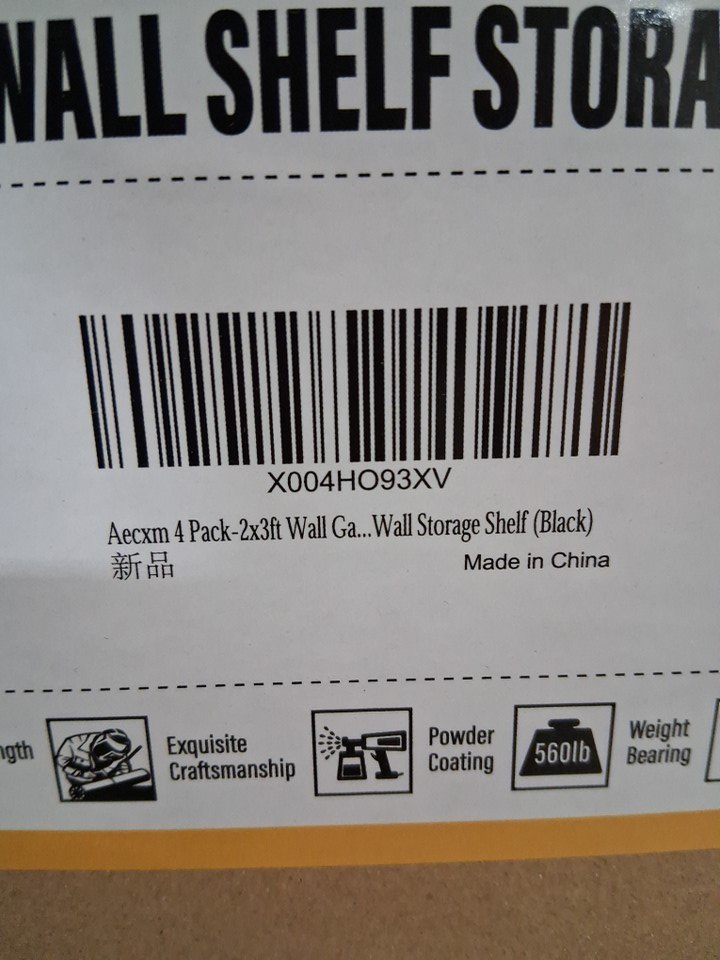 WALL SHELF STORA
X004HO93XV
Aecxm 4 Pack-2x3ft Wall Ga...Wall Storage Shelf (Black)
新品
Made in China
ngth
Exquisite
Craftsmanship
Powder
Coating
560lb
Weight
Bearing